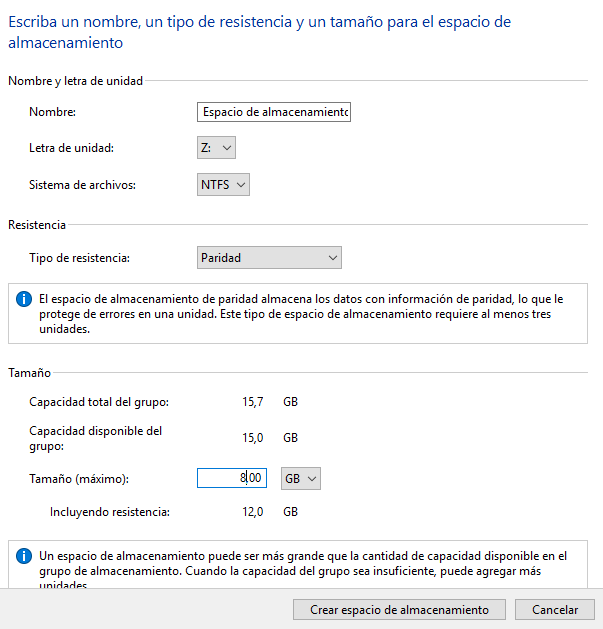 Escriba un nombre, un tipo de resistencia y un tamaño para el espacio de
almacenamiento
Nombre y letra de unidad
Nombre: Espacio de almacenamiento
Letra de unidad: Z:
Sistema de archivos: NTFS
Resistencia
Tipo de resistencia: Paridad
El espacio de almacenamiento de paridad almacena los datos con información de paridad, lo que le
protege de errores en una unidad. Este tipo de espacio de almacenamiento requiere al menos tres
unidades.
Tamaño
Capacidad total del grupo: 15,7 GB
Capacidad disponible del
grupo: 15,0 GB
Tamaño (máximo): 8,00 GB
Incluyendo resistencia: 12,0 GB
Un espacio de almacenamiento puede ser más grande que la cantidad de capacidad disponible en el
grupo de almacenamiento. Cuando la capacidad del grupo sea insuficiente, puede agregar más
unidades.
Crear espacio de almacenamiento Cancelar